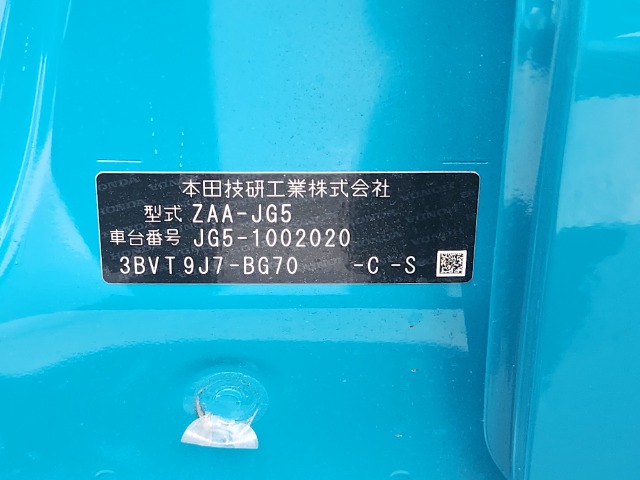 本田技研工業株式会社
型式 ZAA-JG5
車台番号 JG5-1002020
3BVT9J7-BG70 -C -S